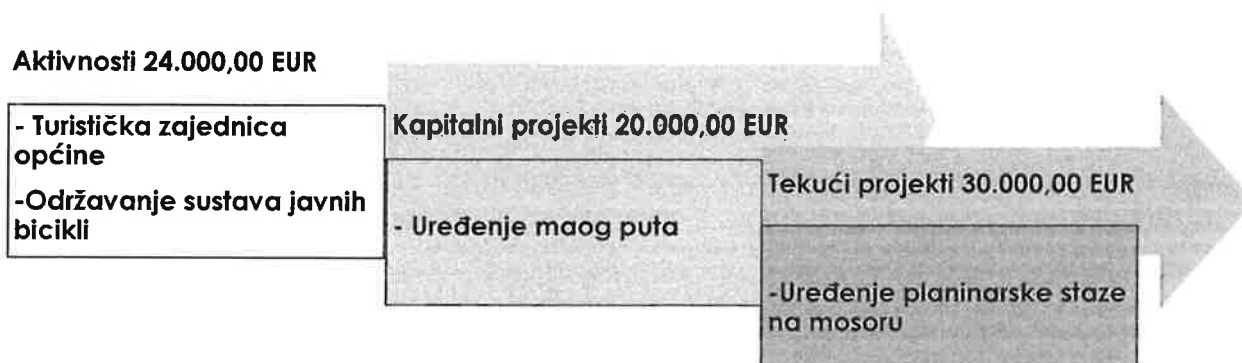 Aktivnosti 24.000,00 EUR
- Turistička zajednica
općine
-Održavanje sustava javnih
bicikli
Kapitalni projekti 20.000,00 EUR
- Uređenje maog puta
Tekući projekti 30.000,00 EUR
-Uređenje planinarske staze
na mosoru